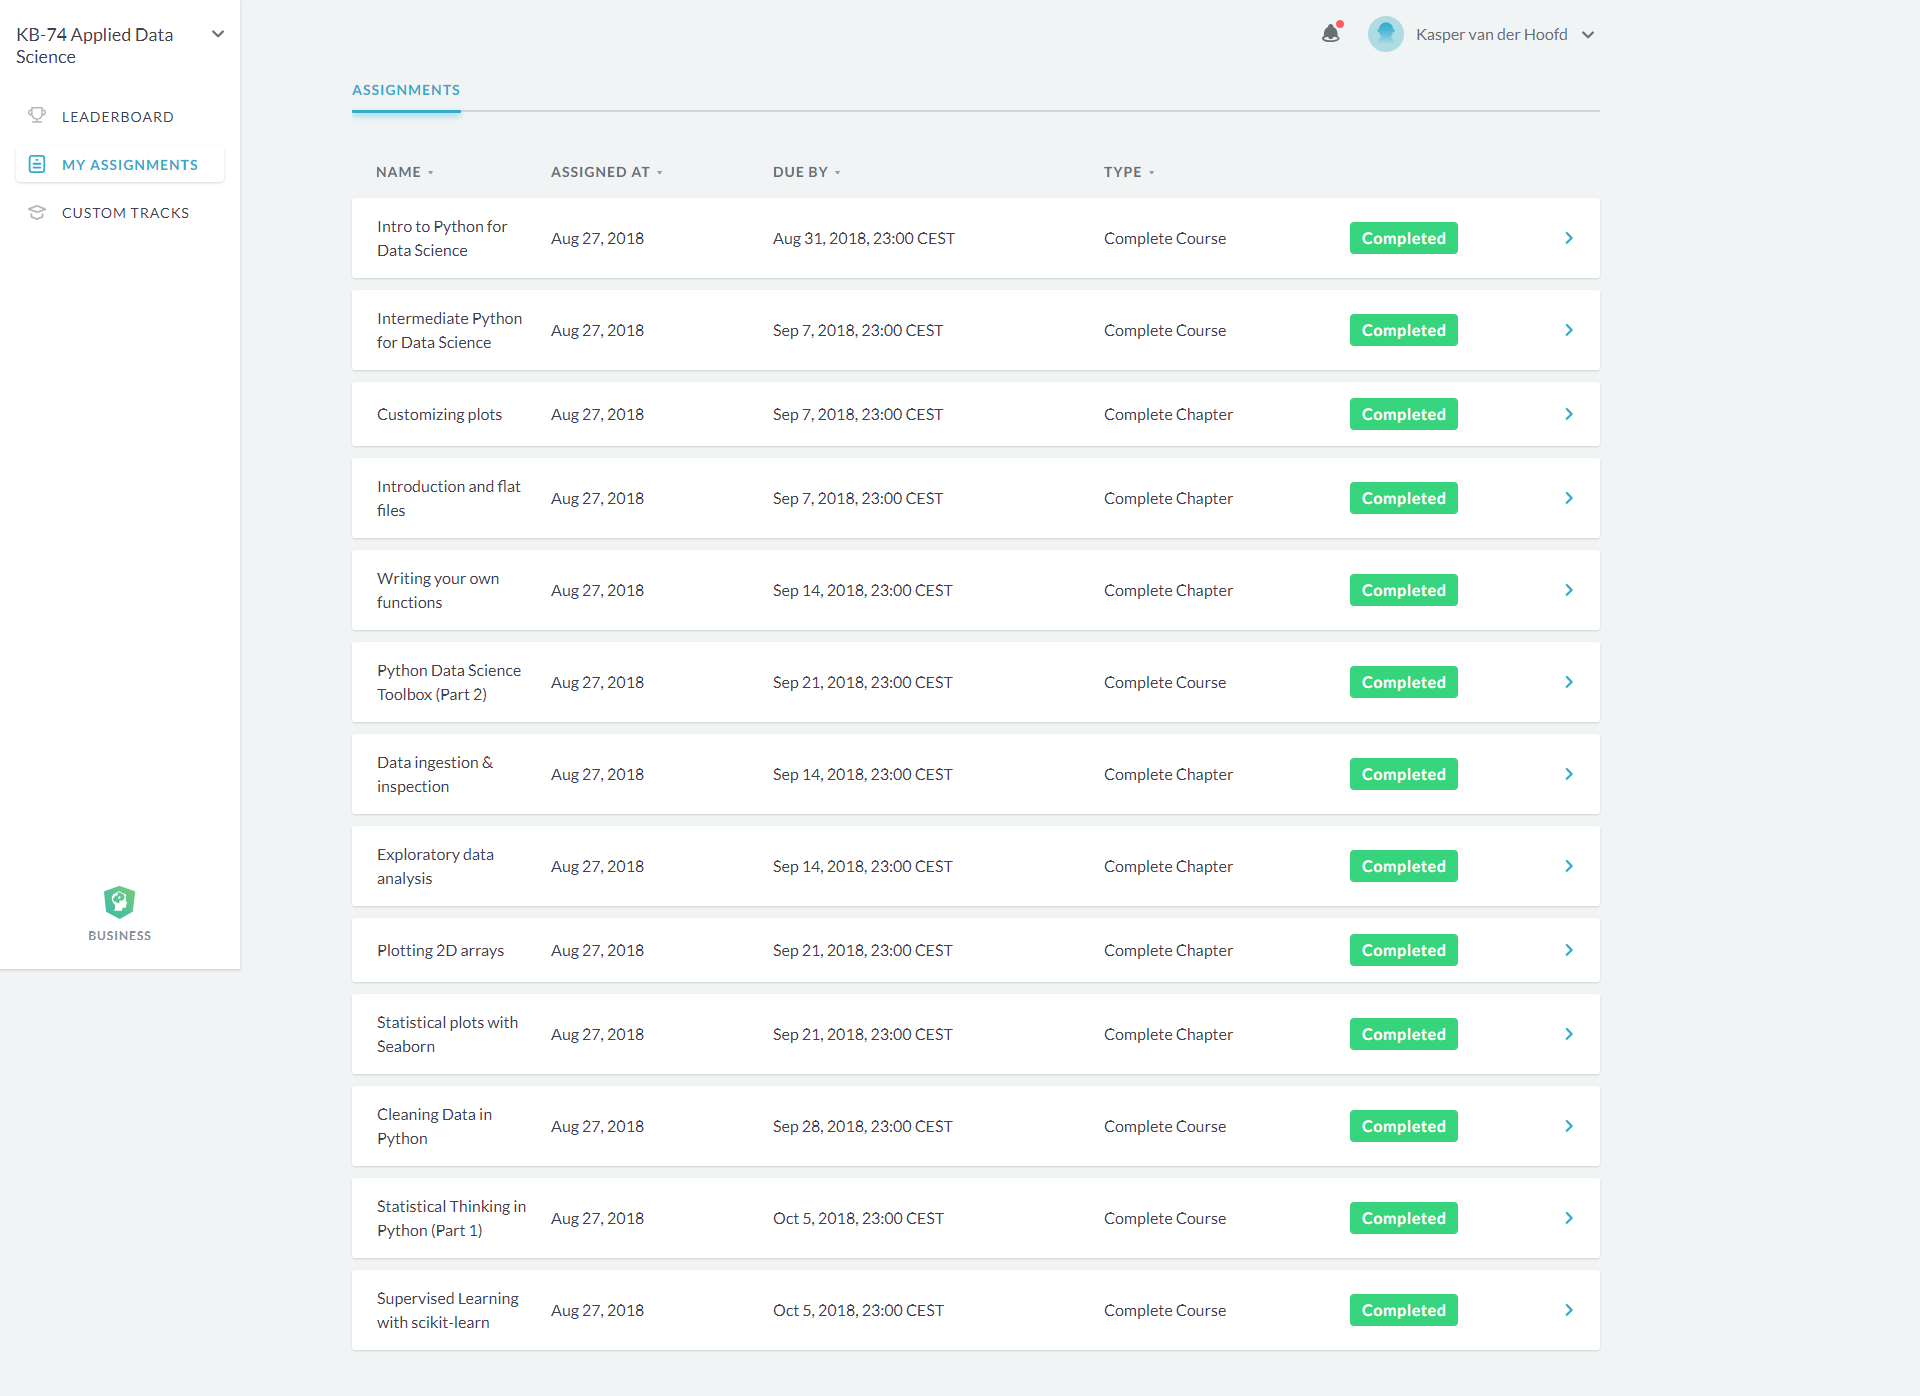 KB-74 Applied Data
Science
LEADERBOARD
MY ASSIGNMENTS
CUSTOM TRACKS
BUSINESS
Kasper van der Hoofd
ASSIGNMENTS
NAME ASSIGNED AT DUE BY TYPE
Intro to Python for
Data Science
Aug 27, 2018 Aug 31, 2018, 23:00 CEST Complete Course Completed
Intermediate Python
for Data Science
Aug 27, 2018 Sep 7, 2018, 23:00 CEST Complete Course Completed
Customizing plots Aug 27, 2018 Sep 7, 2018, 23:00 CEST Complete Chapter Completed
Introduction and flat
files
Aug 27, 2018 Sep 7, 2018, 23:00 CEST Complete Chapter Completed
Writing your own
functions
Aug 27, 2018 Sep 14, 2018, 23:00 CEST Complete Chapter Completed
Python Data Science
Toolbox (Part 2)
Aug 27, 2018 Sep 21, 2018, 23:00 CEST Complete Course Completed
Data ingestion &
inspection
Aug 27, 2018 Sep 14, 2018, 23:00 CEST Complete Chapter Completed
Exploratory data
analysis
Aug 27, 2018 Sep 14, 2018, 23:00 CEST Complete Chapter Completed
Plotting 2D arrays Aug 27, 2018 Sep 21, 2018, 23:00 CEST Complete Chapter Completed
Statistical plots with
Seaborn
Aug 27, 2018 Sep 21, 2018, 23:00 CEST Complete Chapter Completed
Cleaning Data in
Python
Aug 27, 2018 Sep 28, 2018, 23:00 CEST Complete Course Completed
Statistical Thinking in
Python (Part 1)
Aug 27, 2018 Oct 5, 2018, 23:00 CEST Complete Course Completed
Supervised Learning
with scikit-learn
Aug 27, 2018 Oct 5, 2018, 23:00 CEST Complete Course Completed